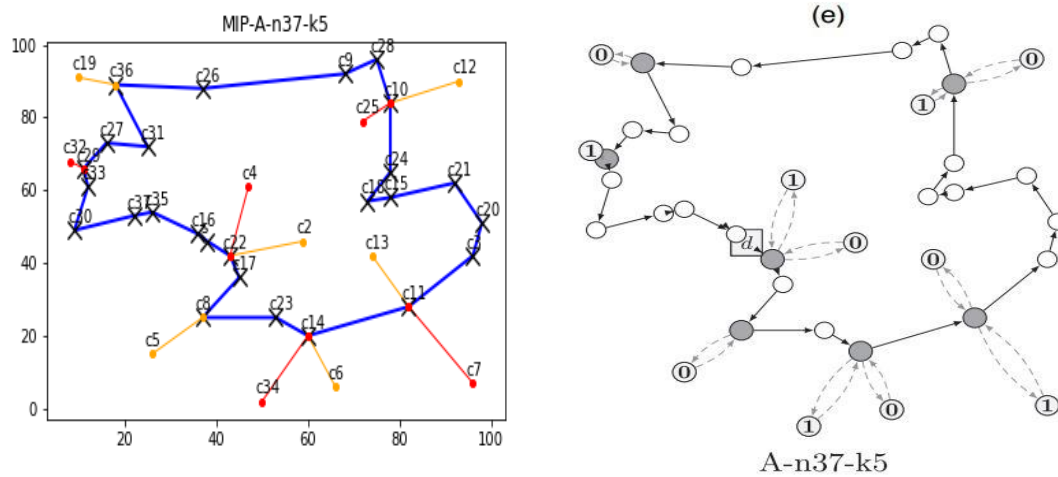 MIP-A-n37-k5
100
80
60
40
20
0
20
40
60
80
100
c19
c36
c26
c9
c28
c12
c10
c25
c27
c31
c32
c29
c33
c4
c24
c21
c18
c15
c30
c37
c35
c16
c20
c2
c22
c13
c3
c17
c11
c8
c23
c14
c5
c6
c7
c34
(e)
0
0
1
1
1
d
0
0
0
1
0
1
A-n37-k5